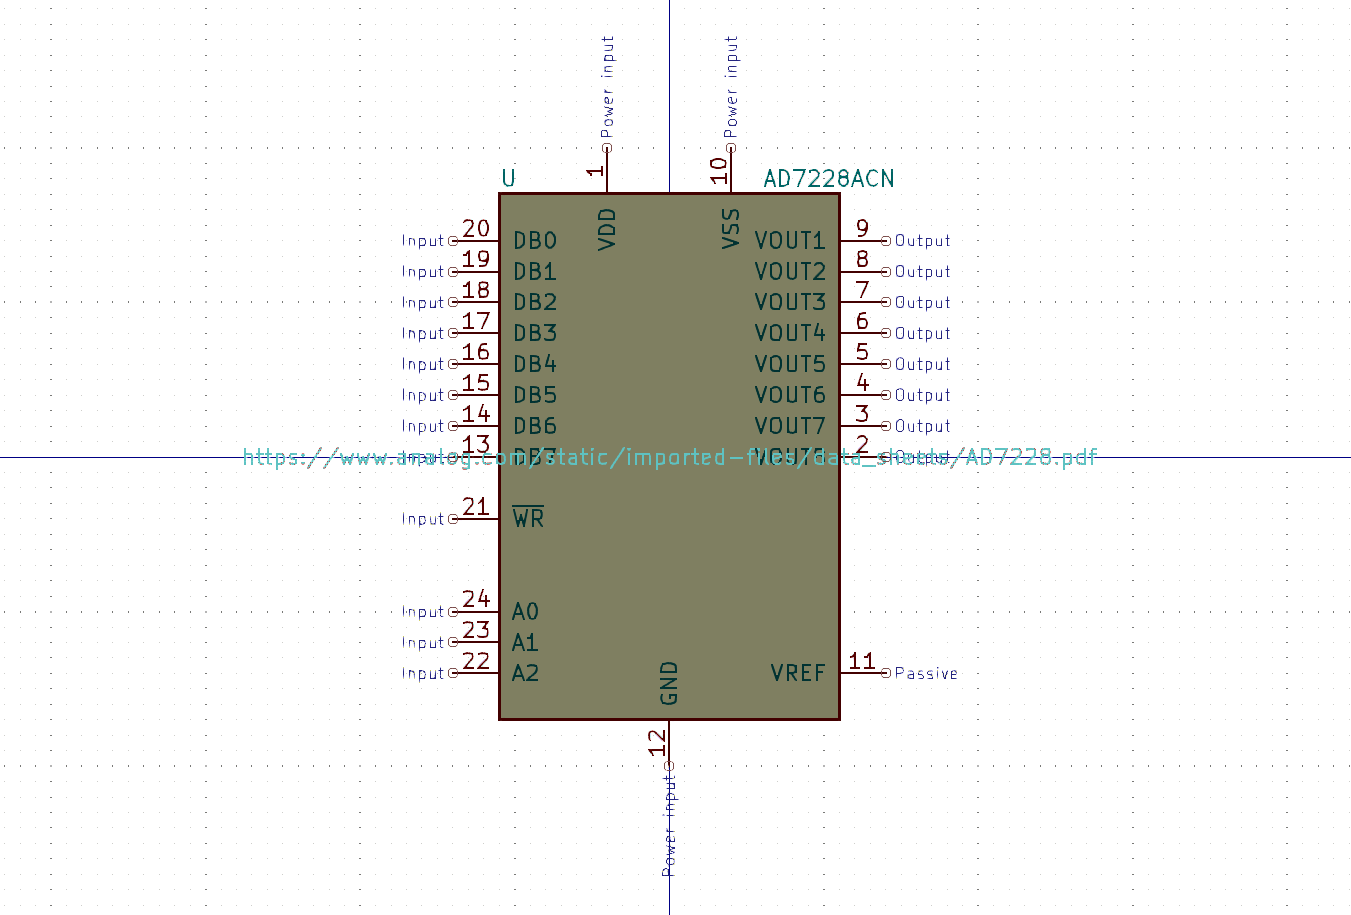 Power input
Power input
1
10
U
AD7228ACN
VDD
VSS
Input 20 DB0 VOUT1 9 Output
Input 19 DB1 VOUT2 8 Output
Input 18 DB2 VOUT3 7 Output
Input 17 DB3 VOUT4 6 Output
Input 16 DB4 VOUT5 5 Output
Input 15 DB5 VOUT6 4 Output
Input 14 DB6 VOUT7 3 Output
Input 13 DB7 VOUT8 2 Output
https://www.analog.com/static/imported-files/data_sheets/AD7228.pdf
Input 21 WR
Input 24 A0
Input 23 A1
Input 22 A2 VREF 11 Passive
GND
12
Power input